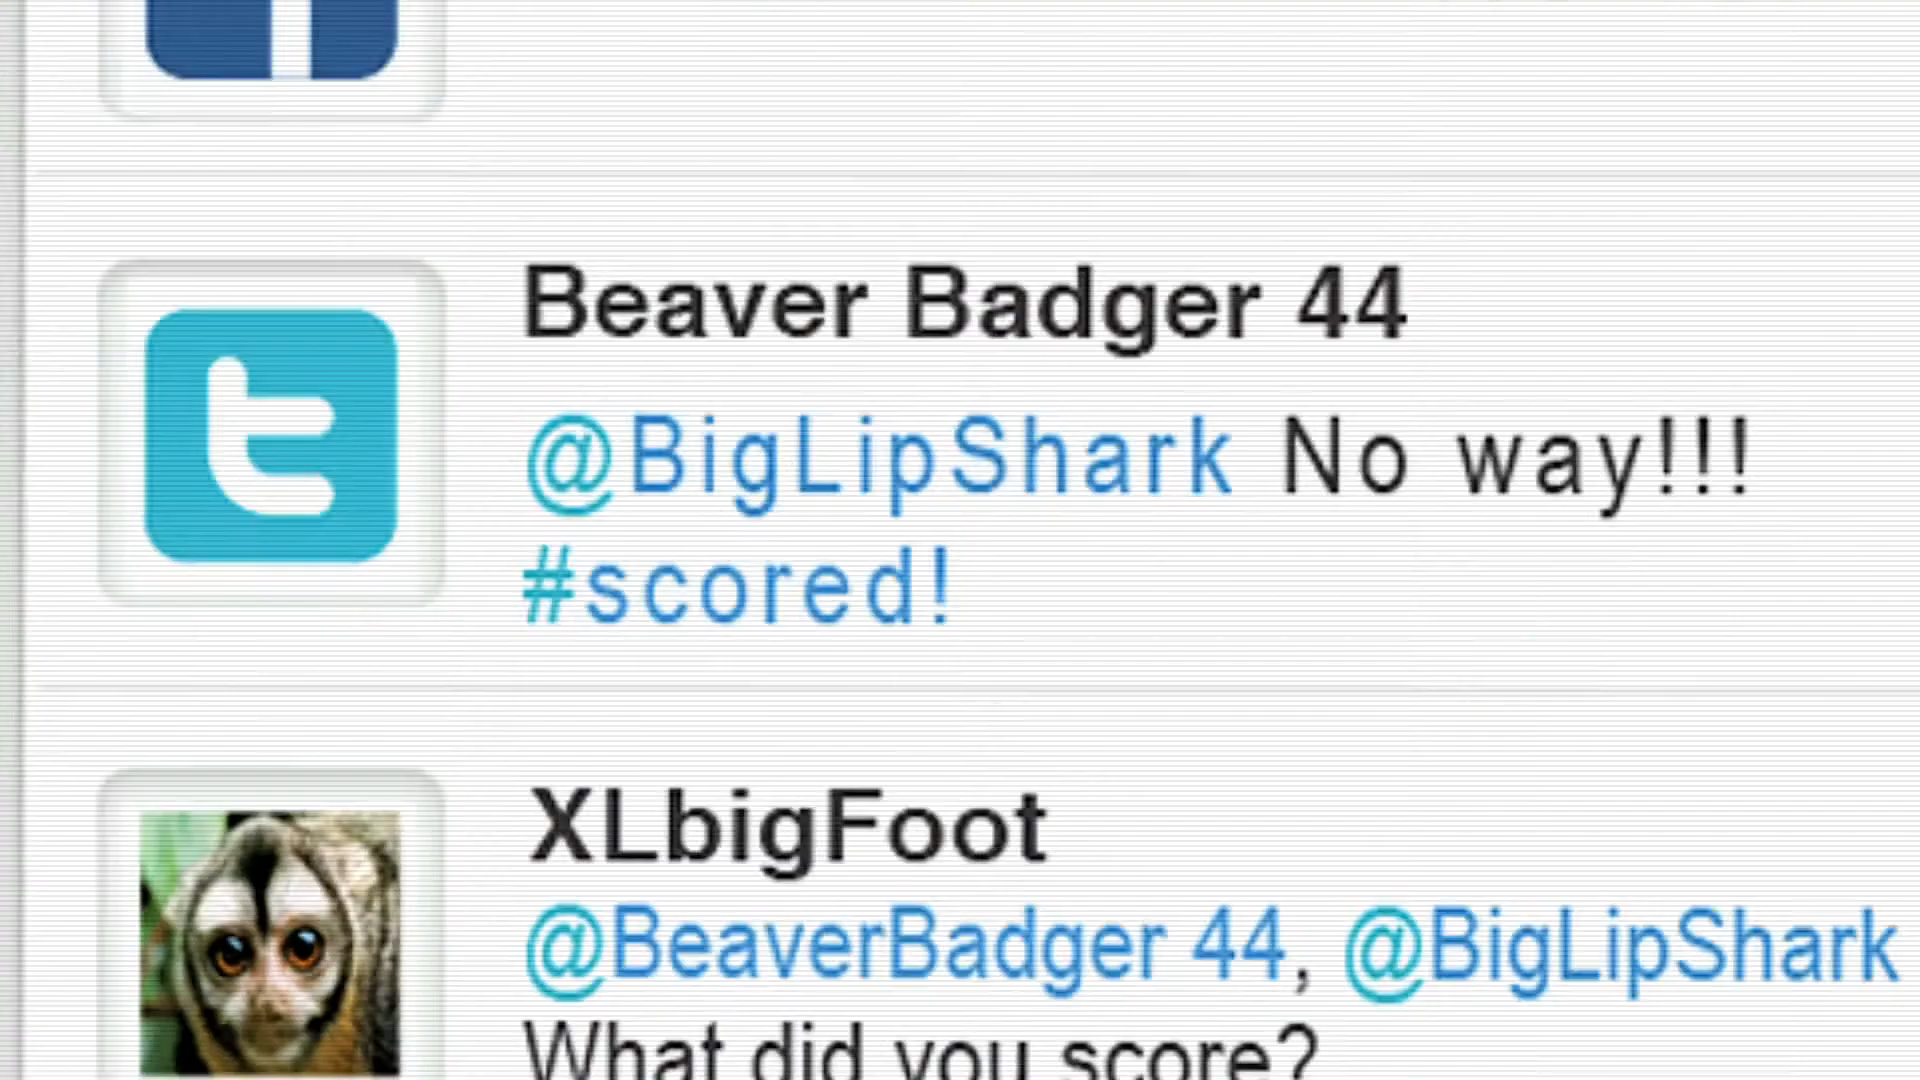 Beaver Badger 44
@BigLipShark No way!!!
#scored!
XLbigFoot
@BeaverBadger 44, @BigLipShark
What did you score?